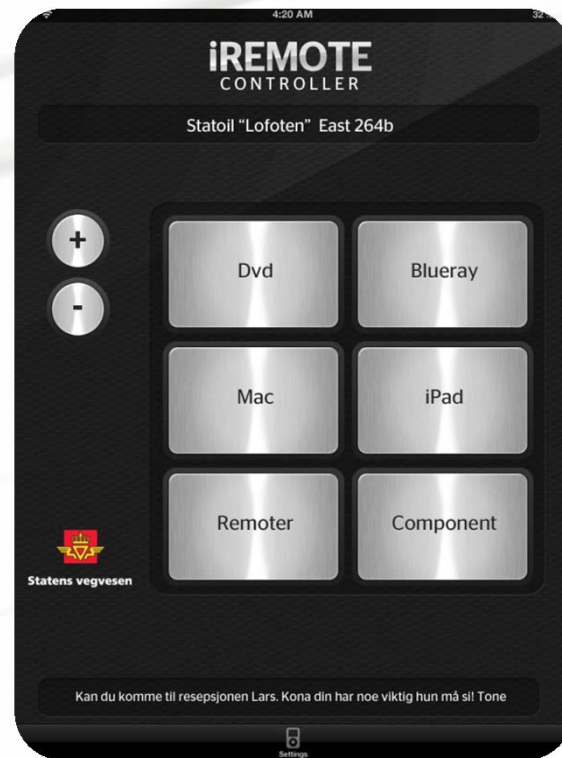 4:20 AM
32
iREMOTE
CONTROLLER
Statoil “Lofoten” East 264b
+
-
Dvd
Blueray
Mac
iPad
Remoter
Component
Statens vegvesen
Kan du komme til resepsjonen Lars. Kona din har noe viktig hun må si! Tone
Settings